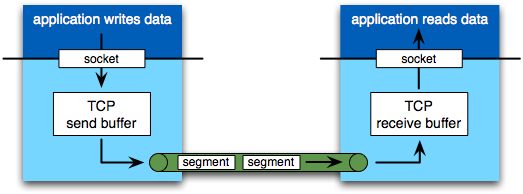 application writes data
application reads data
socket
socket
TCP
send buffer
TCP
receive buffer
segment
segment